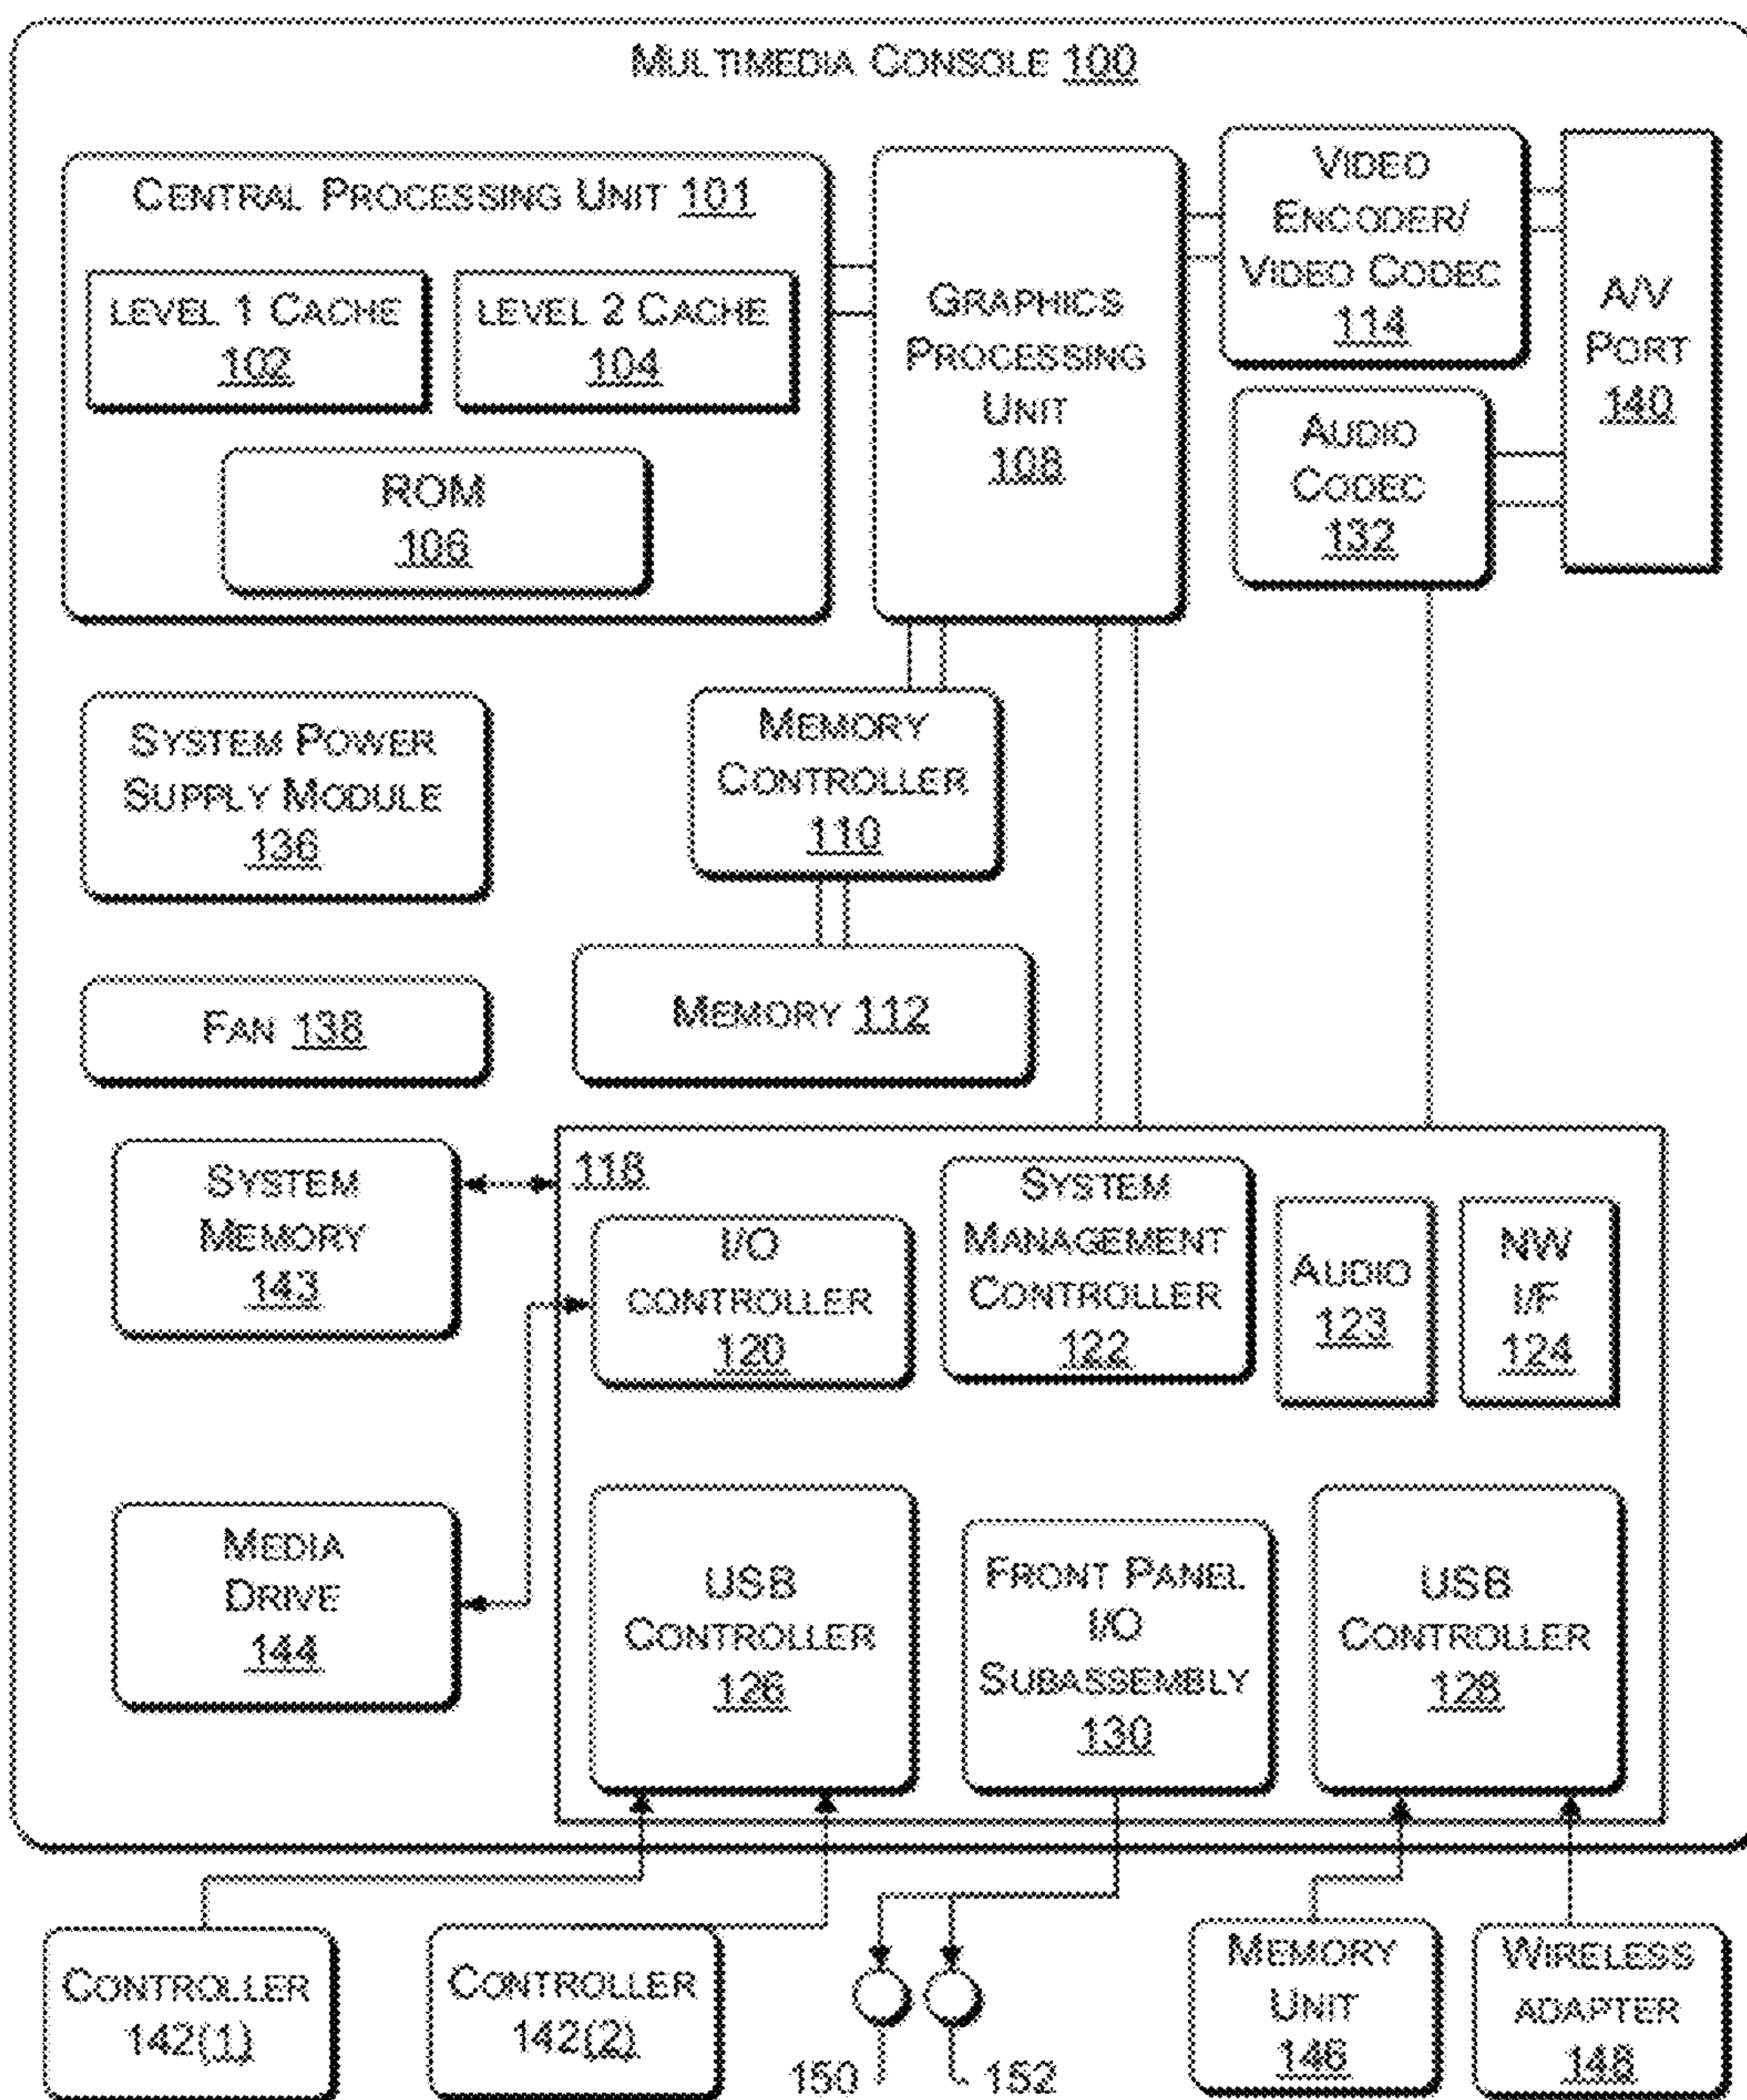 MULTIMEDIA CONSOLE 100
CENTRAL PROCESSING UNIT 101
LEVEL 1 CACHE
102
LEVEL 2 CACHE
104
ROM
106
GRAPHICS
PROCESSING
UNIT
108
VIDEO
ENCODER/
VIDEO CODEC
114
AUDIO
CODEC
132
A/V
PORT
140
SYSTEM POWER
SUPPLY MODULE
136
MEMORY
CONTROLLER
110
FAN 138
MEMORY 112
SYSTEM
MEMORY
143
118
I/O
CONTROLLER
120
SYSTEM
MANAGEMENT
CONTROLLER
122
AUDIO
123
NW
I/F
124
MEDIA
DRIVE
144
USB
CONTROLLER
126
FRONT PANEL
I/O
SUBASSEMBLY
130
USB
CONTROLLER
128
CONTROLLER
142(1)
CONTROLLER
142(2)
150
152
MEMORY
UNIT
146
WIRELESS
ADAPTER
148